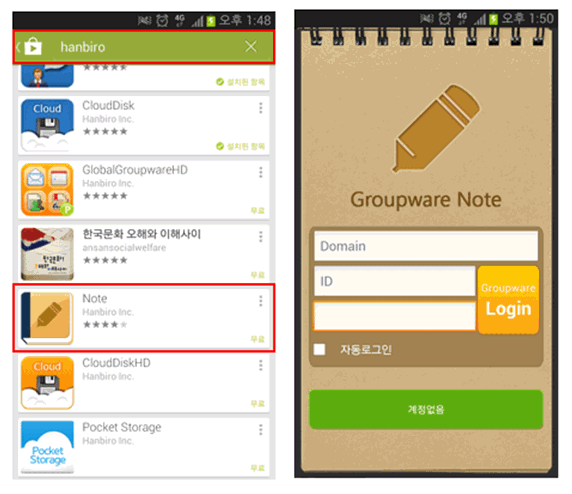 4G 오후 1:48
hanbiro
설치된 항목
Cloud
CloudDisk
Hanbiro Inc.
설치된 항목
GlobalGroupwareHD
Hanbiro Inc.
무료
한국문화 오해와 이해사이
ansansocialwelfare
무료
Note
Hanbiro Inc.
무료
Cloud
CloudDiskHD
Hanbiro Inc.
무료
Pocket Storage
Pocket Storage
Hanbiro Inc.
무료
4G 오후 1:50
Groupware Note
Domain
ID
Groupware
Login
자동로그인
계정없음